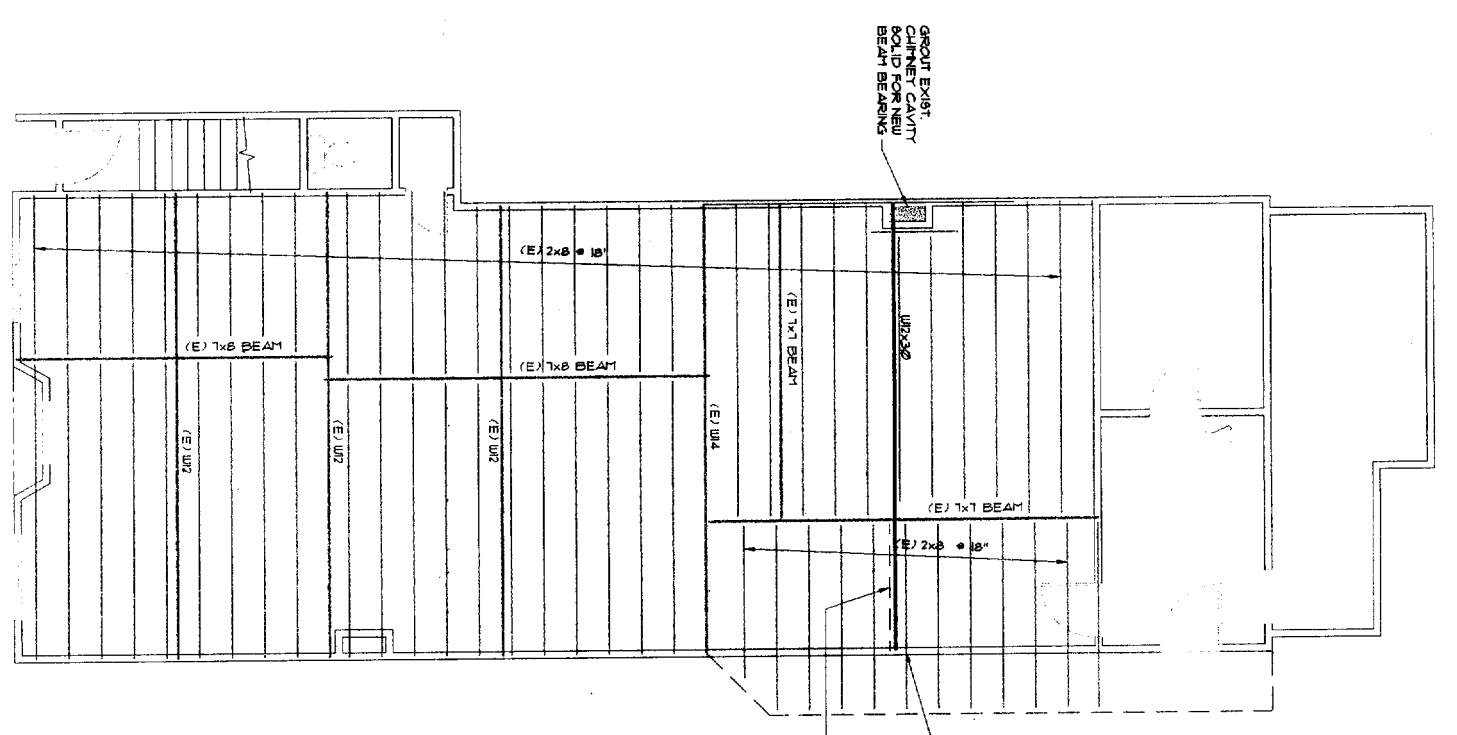 GROUT EXIST.
CHIMNEY CAVITY
SOLID FOR NEW
BEAM BEARING
(E) 2x8 @ 18"
(E) 7x8 BEAM
(E) 7x8 BEAM
(E) 7x7 BEAM
W12x30
(E) W12
(E) W12
(E) W12
(E) W14
(E) 7x7 BEAM
(E) 2x8 @ 18"